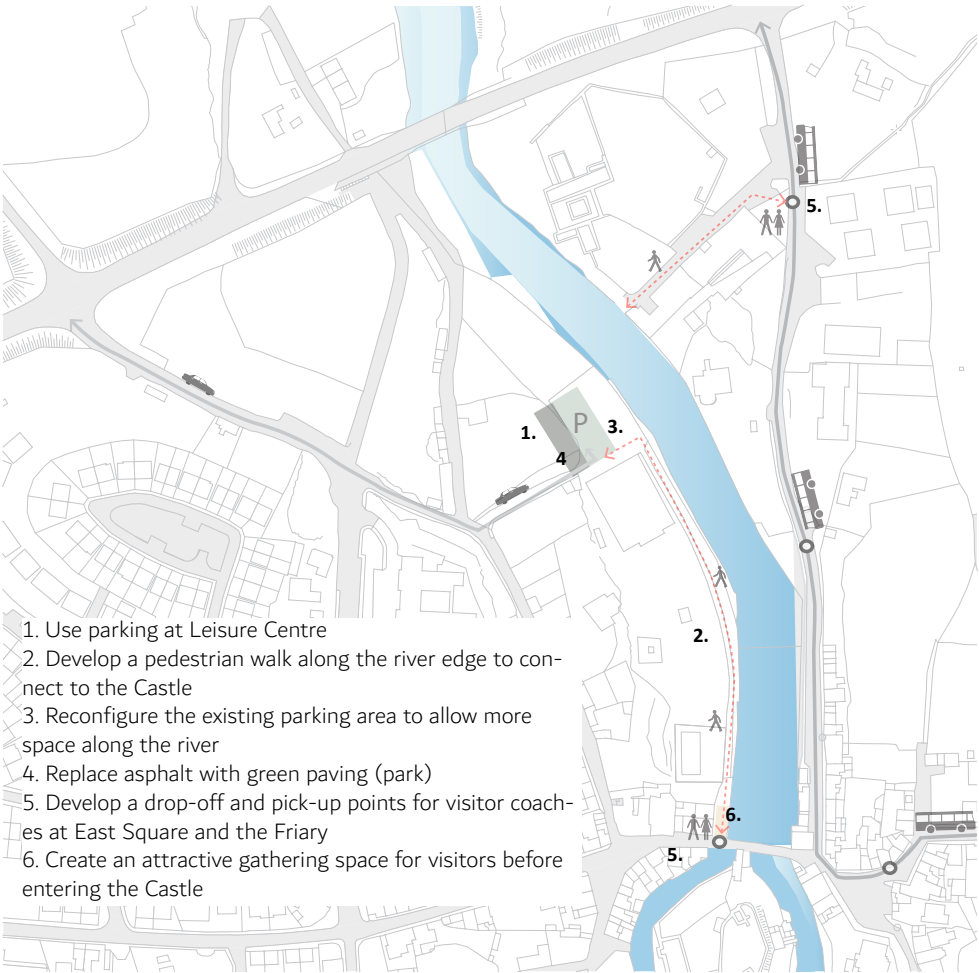 5.
1.
P
3.
4
2.
1. Use parking at Leisure Centre
2. Develop a pedestrian walk along the river edge to con-
nect to the Castle
3. Reconfigure the existing parking area to allow more
space along the river
4. Replace asphalt with green paving (park)
5. Develop a drop-off and pick-up points for visitor coach-
es at East Square and the Friary
6. Create an attractive gathering space for visitors before
entering the Castle
6.
5.